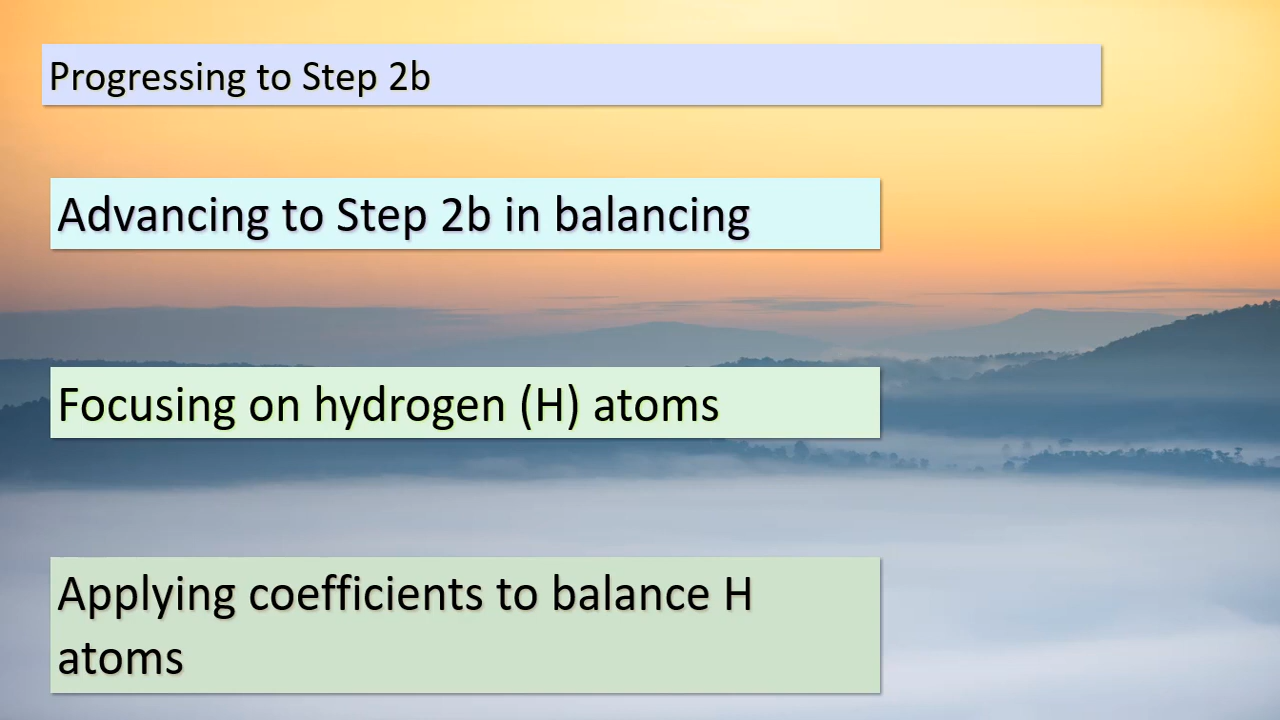 Progressing to Step 2b
Advancing to Step 2b in balancing
Focusing on hydrogen (H) atoms
Applying coefficients to balance H
atoms